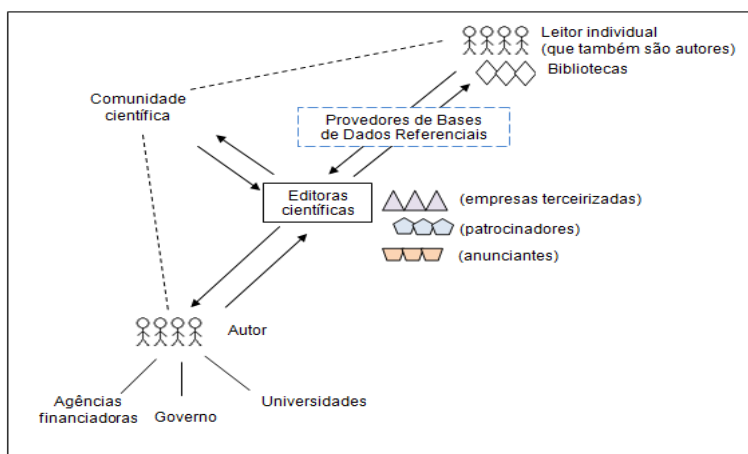 Leitor individual
(que também são autores)
Bibliotecas
Comunidade
científica
Provedores de Bases
de Dados Referenciais
Editoras
científicas
(empresas terceirizadas)
(patrocinadores)
(anunciantes)
Autor
Agências
financiadoras
Governo
Universidades